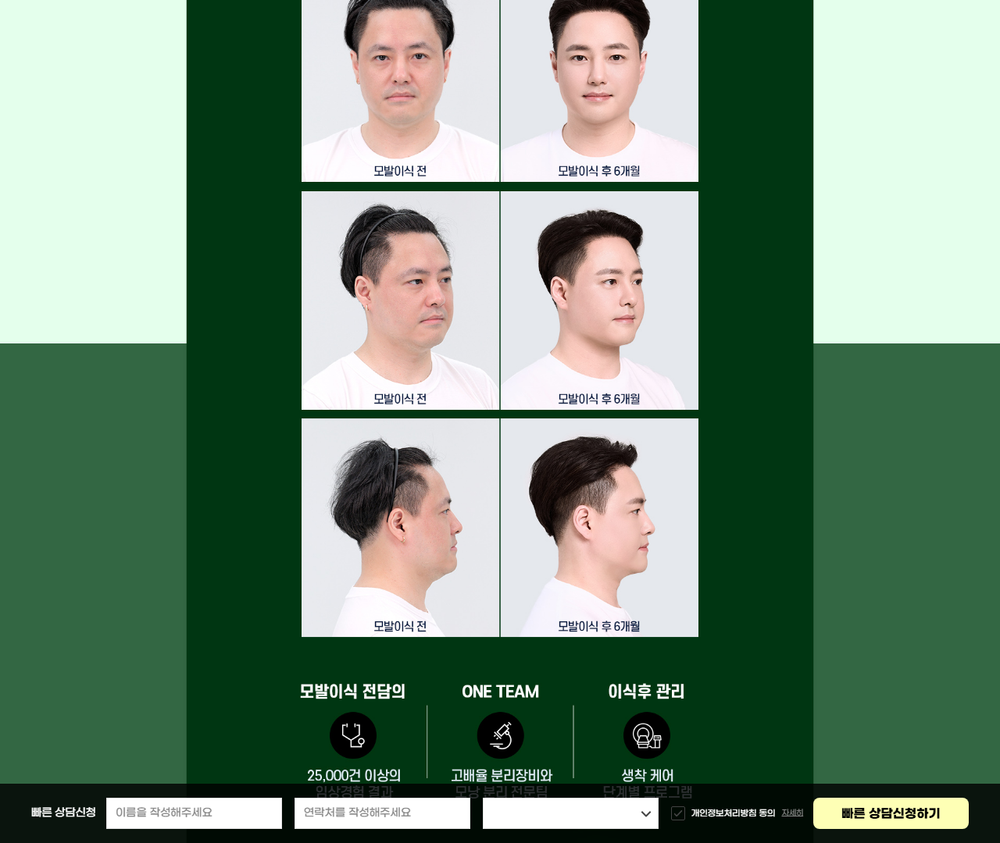 모발이식 전
모발이식 후 6개월
모발이식 전
모발이식 후 6개월
모발이식 전
모발이식 후 6개월
모발이식 전담의
ONE TEAM
이식후 관리
25,000건 이상의
임상경험 결과
고배율 분리장비와
모낭 분리 전문팀
생착 케어
단계별 프로그램
빠른 상담신청
이름을 작성해주세요
연락처를 작성해주세요
개인정보처리방침 동의
자세히
빠른 상담신청하기